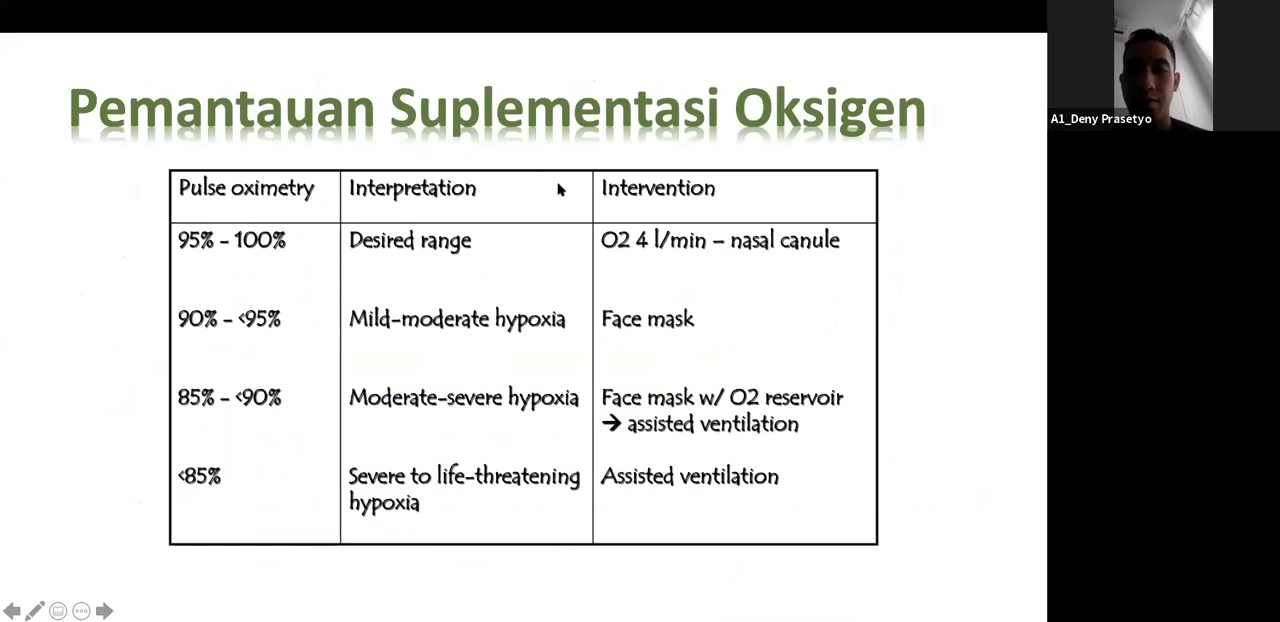 Pemantauan Suplementasi Oksigen
Pulse oximetry
Interpretation
Intervention
95% - 100%
Desired range
O2 4 l/min – nasal canule
90% - <95%
Mild-moderate hypoxia
Face mask
85% - <90%
Moderate-severe hypoxia
Face mask w/ O2 reservoir
→ assisted ventilation
<85%
Severe to life-threatening
hypoxia
Assisted ventilation
A1_Deny Prasetyo